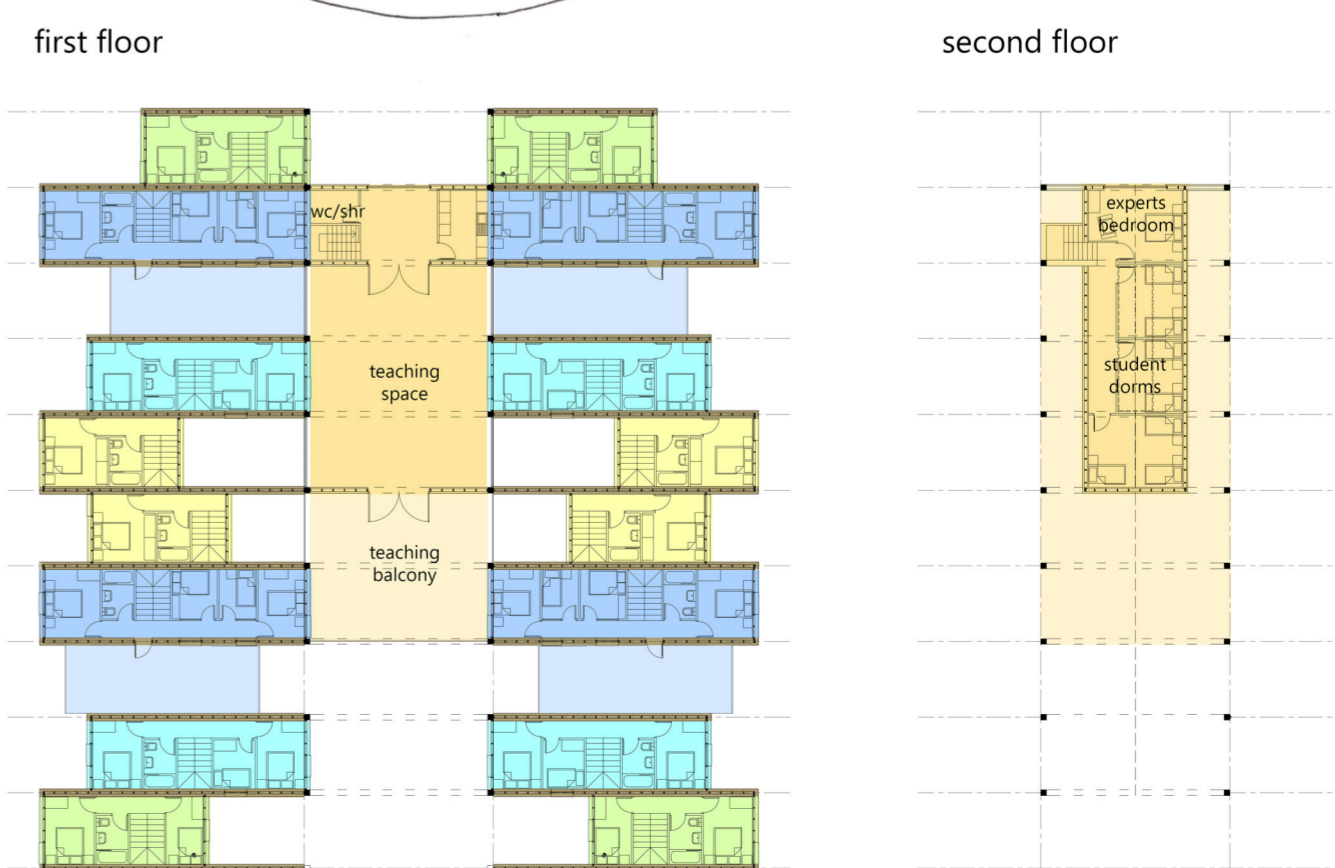 first floor
second floor
wc/shr
experts
bedroom
teaching
space
student
dorms
teaching
balcony